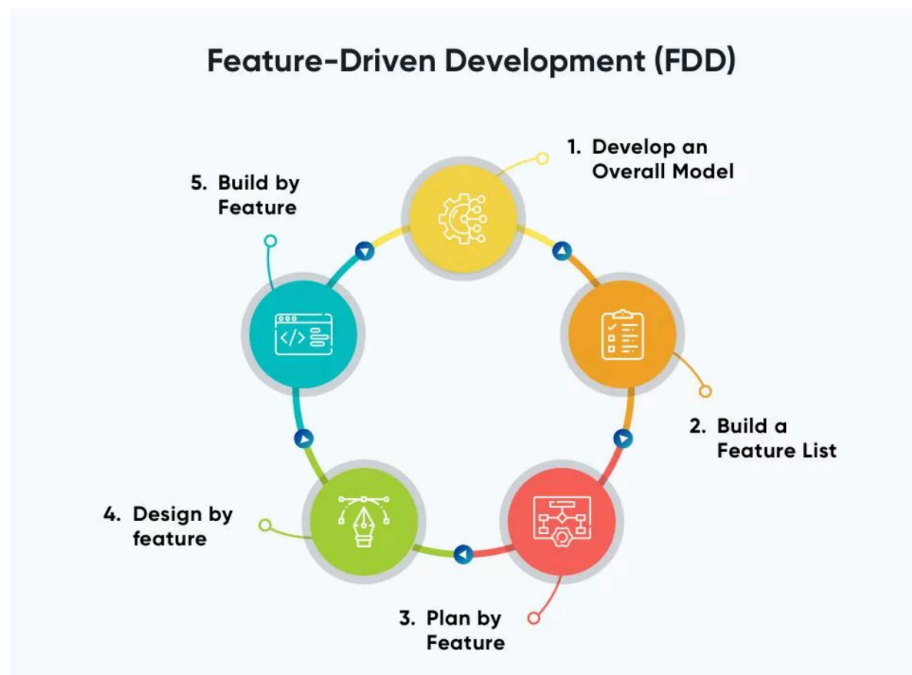 Feature-Driven Development (FDD)
1. Develop an
Overall Model
2. Build a
Feature List
3. Plan by
Feature
4. Design by
feature
5. Build by
Feature